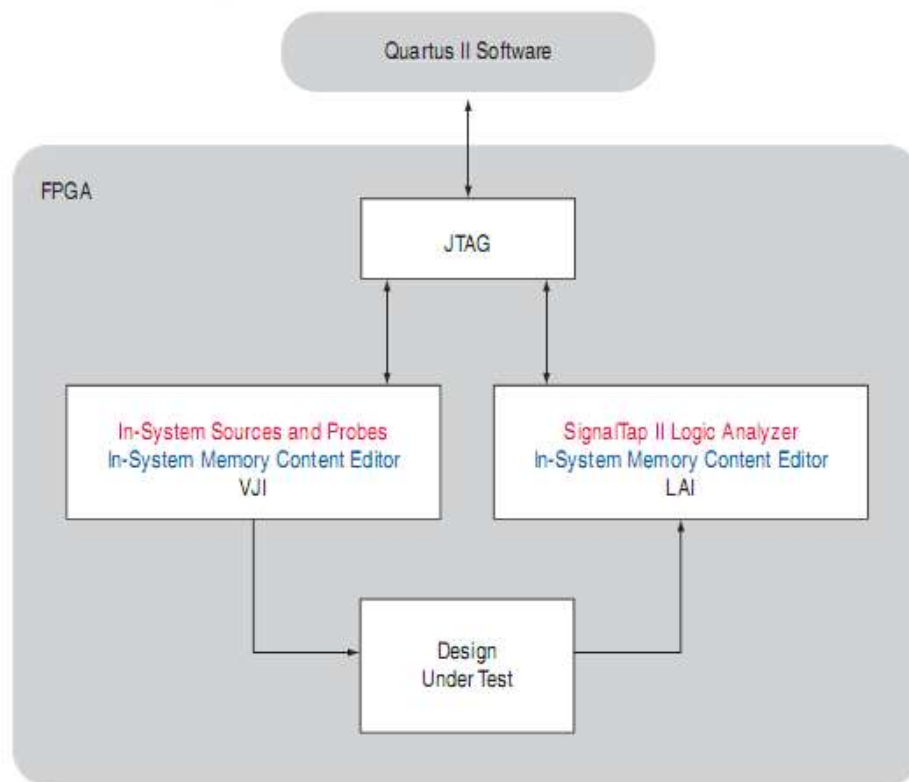 Quartus II Software
FPGA
JTAG
In-System Sources and Probes
In-System Memory Content Editor
VJI
SignalTap II Logic Analyzer
In-System Memory Content Editor
LAI
Design
Under Test